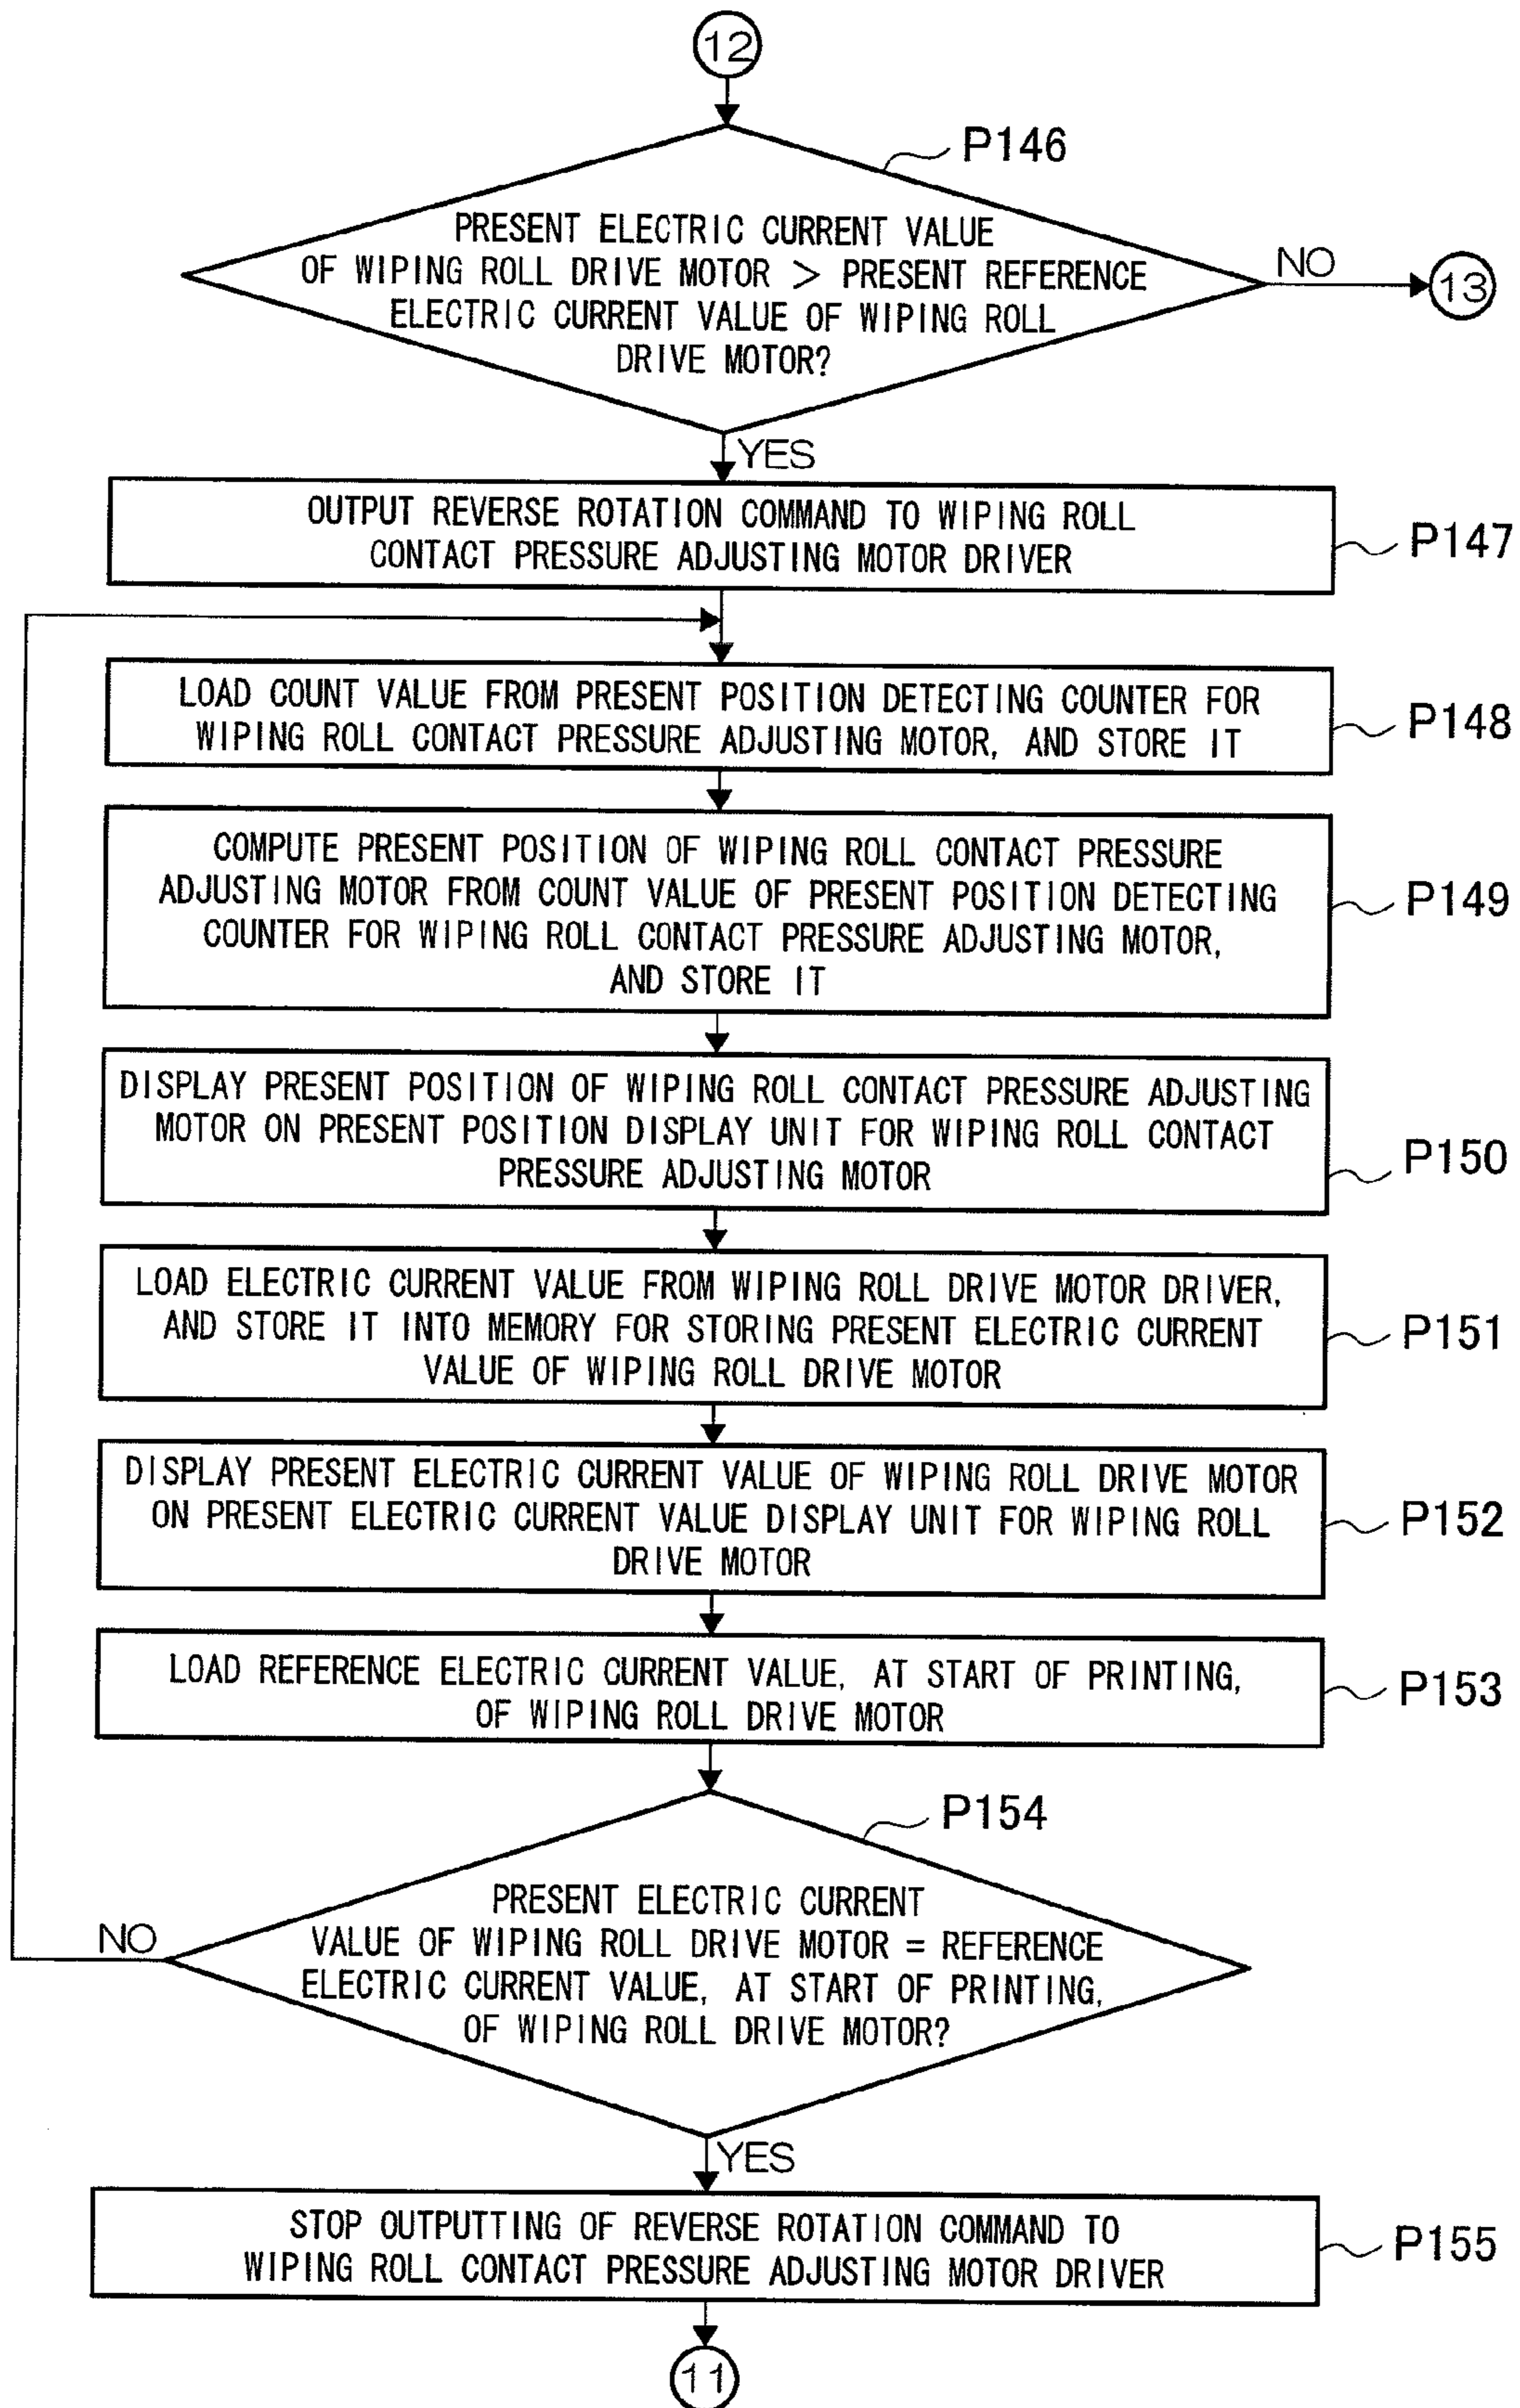 12
P146
PRESENT ELECTRIC CURRENT VALUE
OF WIPING ROLL DRIVE MOTOR > PRESENT REFERENCE
ELECTRIC CURRENT VALUE OF WIPING ROLL
DRIVE MOTOR?
NO
13
YES
OUTPUT REVERSE ROTATION COMMAND TO WIPING ROLL
CONTACT PRESSURE ADJUSTING MOTOR DRIVER
P147
LOAD COUNT VALUE FROM PRESENT POSITION DETECTING COUNTER FOR
WIPING ROLL CONTACT PRESSURE ADJUSTING MOTOR, AND STORE IT
P148
COMPUTE PRESENT POSITION OF WIPING ROLL CONTACT PRESSURE
ADJUSTING MOTOR FROM COUNT VALUE OF PRESENT POSITION DETECTING
COUNTER FOR WIPING ROLL CONTACT PRESSURE ADJUSTING MOTOR,
AND STORE IT
P149
DISPLAY PRESENT POSITION OF WIPING ROLL CONTACT PRESSURE ADJUSTING
MOTOR ON PRESENT POSITION DISPLAY UNIT FOR WIPING ROLL CONTACT
PRESSURE ADJUSTING MOTOR
P150
LOAD ELECTRIC CURRENT VALUE FROM WIPING ROLL DRIVE MOTOR DRIVER,
AND STORE IT INTO MEMORY FOR STORING PRESENT ELECTRIC CURRENT
VALUE OF WIPING ROLL DRIVE MOTOR
P151
DISPLAY PRESENT ELECTRIC CURRENT VALUE OF WIPING ROLL DRIVE MOTOR
ON PRESENT ELECTRIC CURRENT VALUE DISPLAY UNIT FOR WIPING ROLL
DRIVE MOTOR
P152
LOAD REFERENCE ELECTRIC CURRENT VALUE, AT START OF PRINTING,
OF WIPING ROLL DRIVE MOTOR
P153
P154
PRESENT ELECTRIC CURRENT
VALUE OF WIPING ROLL DRIVE MOTOR = REFERENCE
ELECTRIC CURRENT VALUE, AT START OF PRINTING,
OF WIPING ROLL DRIVE MOTOR?
NO
YES
STOP OUTPUTTING OF REVERSE ROTATION COMMAND TO
WIPING ROLL CONTACT PRESSURE ADJUSTING MOTOR DRIVER
P155
11